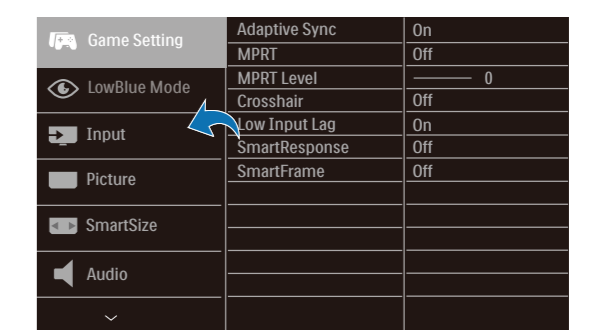 Game Setting
LowBlue Mode
Input
Picture
SmartSize
Audio
Adaptive Sync On
MPRT Off
MPRT Level 0
Crosshair Off
Low Input Lag On
SmartResponse Off
SmartFrame Off